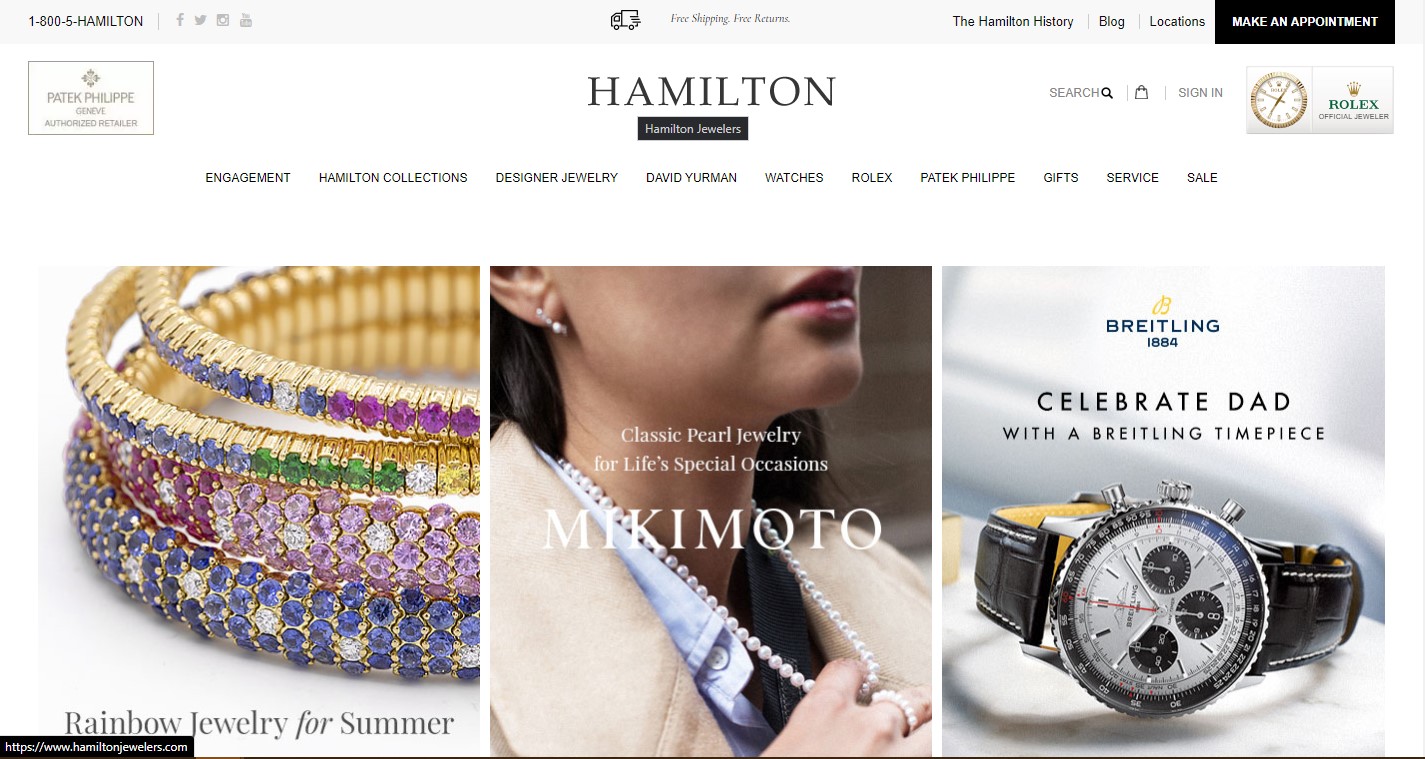 1-800-5-HAMILTON
Free Shipping. Free Returns.
The Hamilton History
Blog
Locations
MAKE AN APPOINTMENT
PATEK PHILIPPE
GENEVE
AUTHORIZED RETAILER
HAMILTON
Hamilton Jewelers
SEARCH
SIGN IN
ROLEX
OFFICIAL JEWELER
ENGAGEMENT
HAMILTON COLLECTIONS
DESIGNER JEWELRY
DAVID YURMAN
WATCHES
ROLEX
PATEK PHILIPPE
GIFTS
SERVICE
SALE
Rainbow Jewelry for Summer
Classic Pearl Jewelry
for Life's Special Occasions
MIKIMOTO
BREITLING
1884
CELEBRATE DAD
WITH A BREITLING TIMEPIECE
BREITLING
https://www.hamiltonjewelers.com